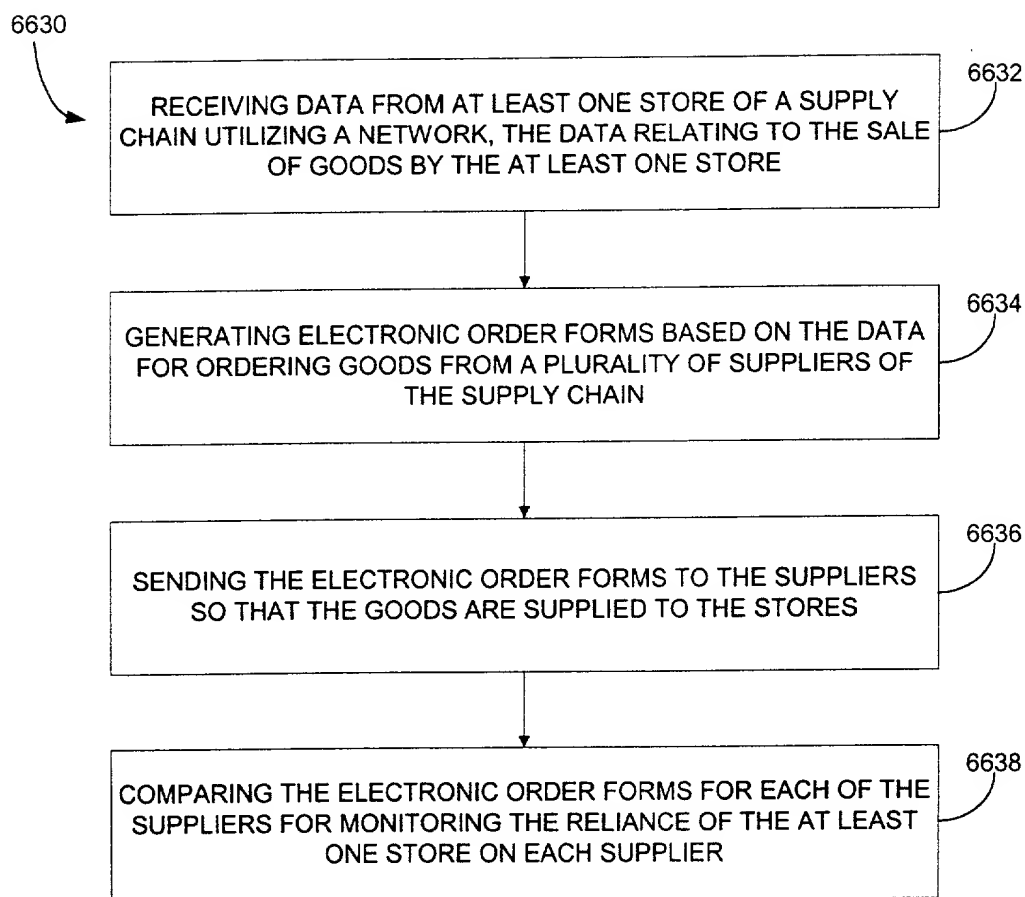 6630
6632
RECEIVING DATA FROM AT LEAST ONE STORE OF A SUPPLY
CHAIN UTILIZING A NETWORK, THE DATA RELATING TO THE SALE
OF GOODS BY THE AT LEAST ONE STORE
6634
GENERATING ELECTRONIC ORDER FORMS BASED ON THE DATA
FOR ORDERING GOODS FROM A PLURALITY OF SUPPLIERS OF
THE SUPPLY CHAIN
6636
SENDING THE ELECTRONIC ORDER FORMS TO THE SUPPLIERS
SO THAT THE GOODS ARE SUPPLIED TO THE STORES
6638
COMPARING THE ELECTRONIC ORDER FORMS FOR EACH OF THE
SUPPLIERS FOR MONITORING THE RELIANCE OF THE AT LEAST
ONE STORE ON EACH SUPPLIER